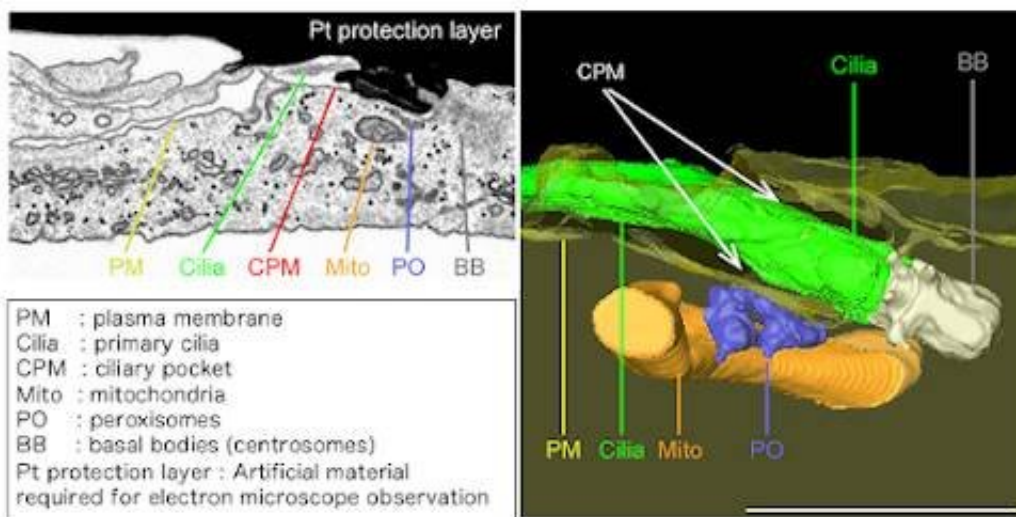 Pt protection layer
PM Cilia CPM Mito PO BB
PM : plasma membrane
Cilia : primary cilia
CPM : ciliary pocket
Mito : mitochondria
PO : peroxisomes
BB : basal bodies (centrosomes)
Pt protection layer : Artificial material
required for electron microscope observation
CPM Cilia BB
PM Cilia Mito PO